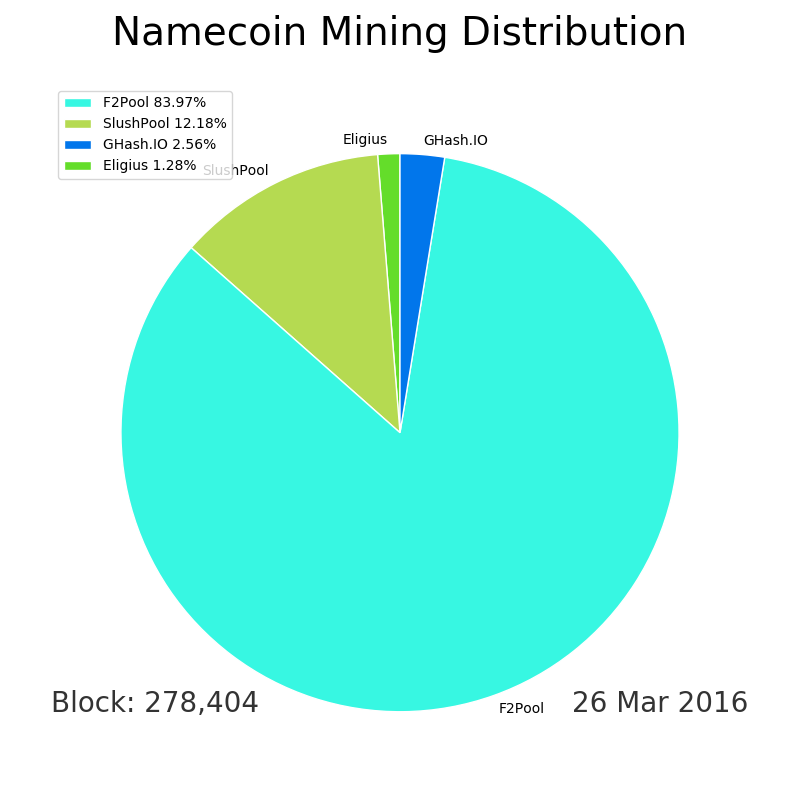 Namecoin Mining Distribution
F2Pool 83.97%
SlushPool 12.18%
GHash.IO 2.56%
Eligius 1.28%
Eligius
GHash.IO
SlushPool
F2Pool
Block: 278,404
26 Mar 2016